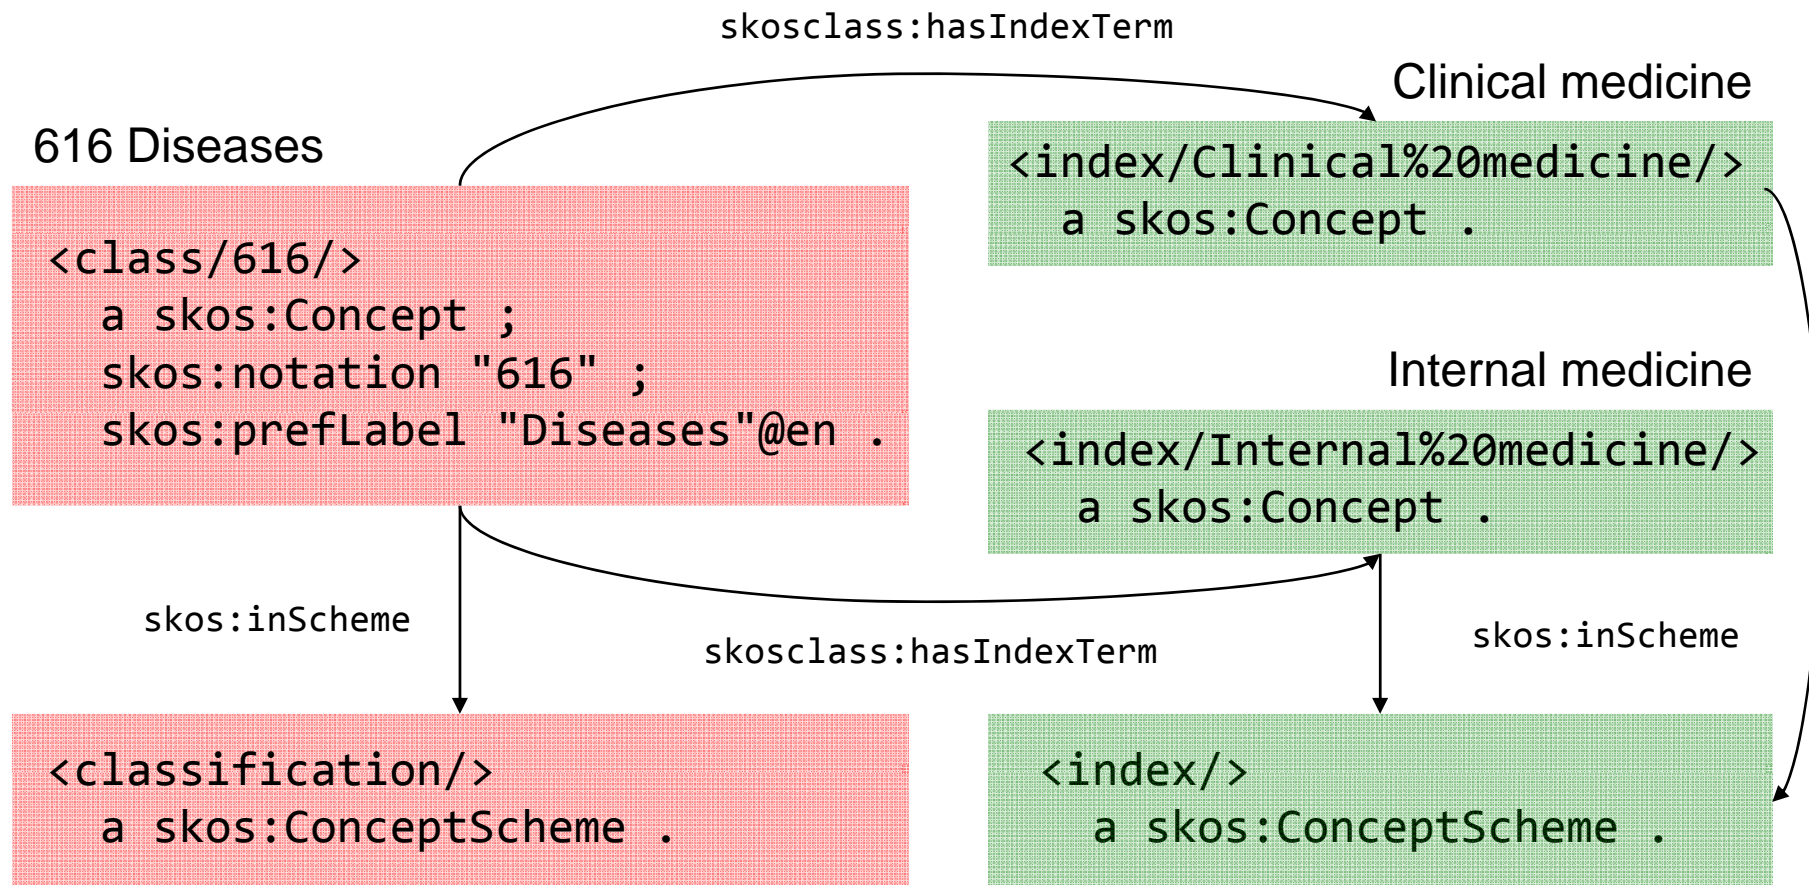 skosclass:hasIndexTerm
Clinical medicine
616 Diseases
<index/Clinical%20medicine/>
a skos:Concept .
<class/616/>
a skos:Concept ;
skos:notation "616" ;
skos:prefLabel "Diseases"@en .
Internal medicine
<index/Internal%20medicine/>
a skos:Concept .
skos:inScheme
skosclass:hasIndexTerm
skos:inScheme
<classification/>
a skos:ConceptScheme .
<index/>
a skos:ConceptScheme .